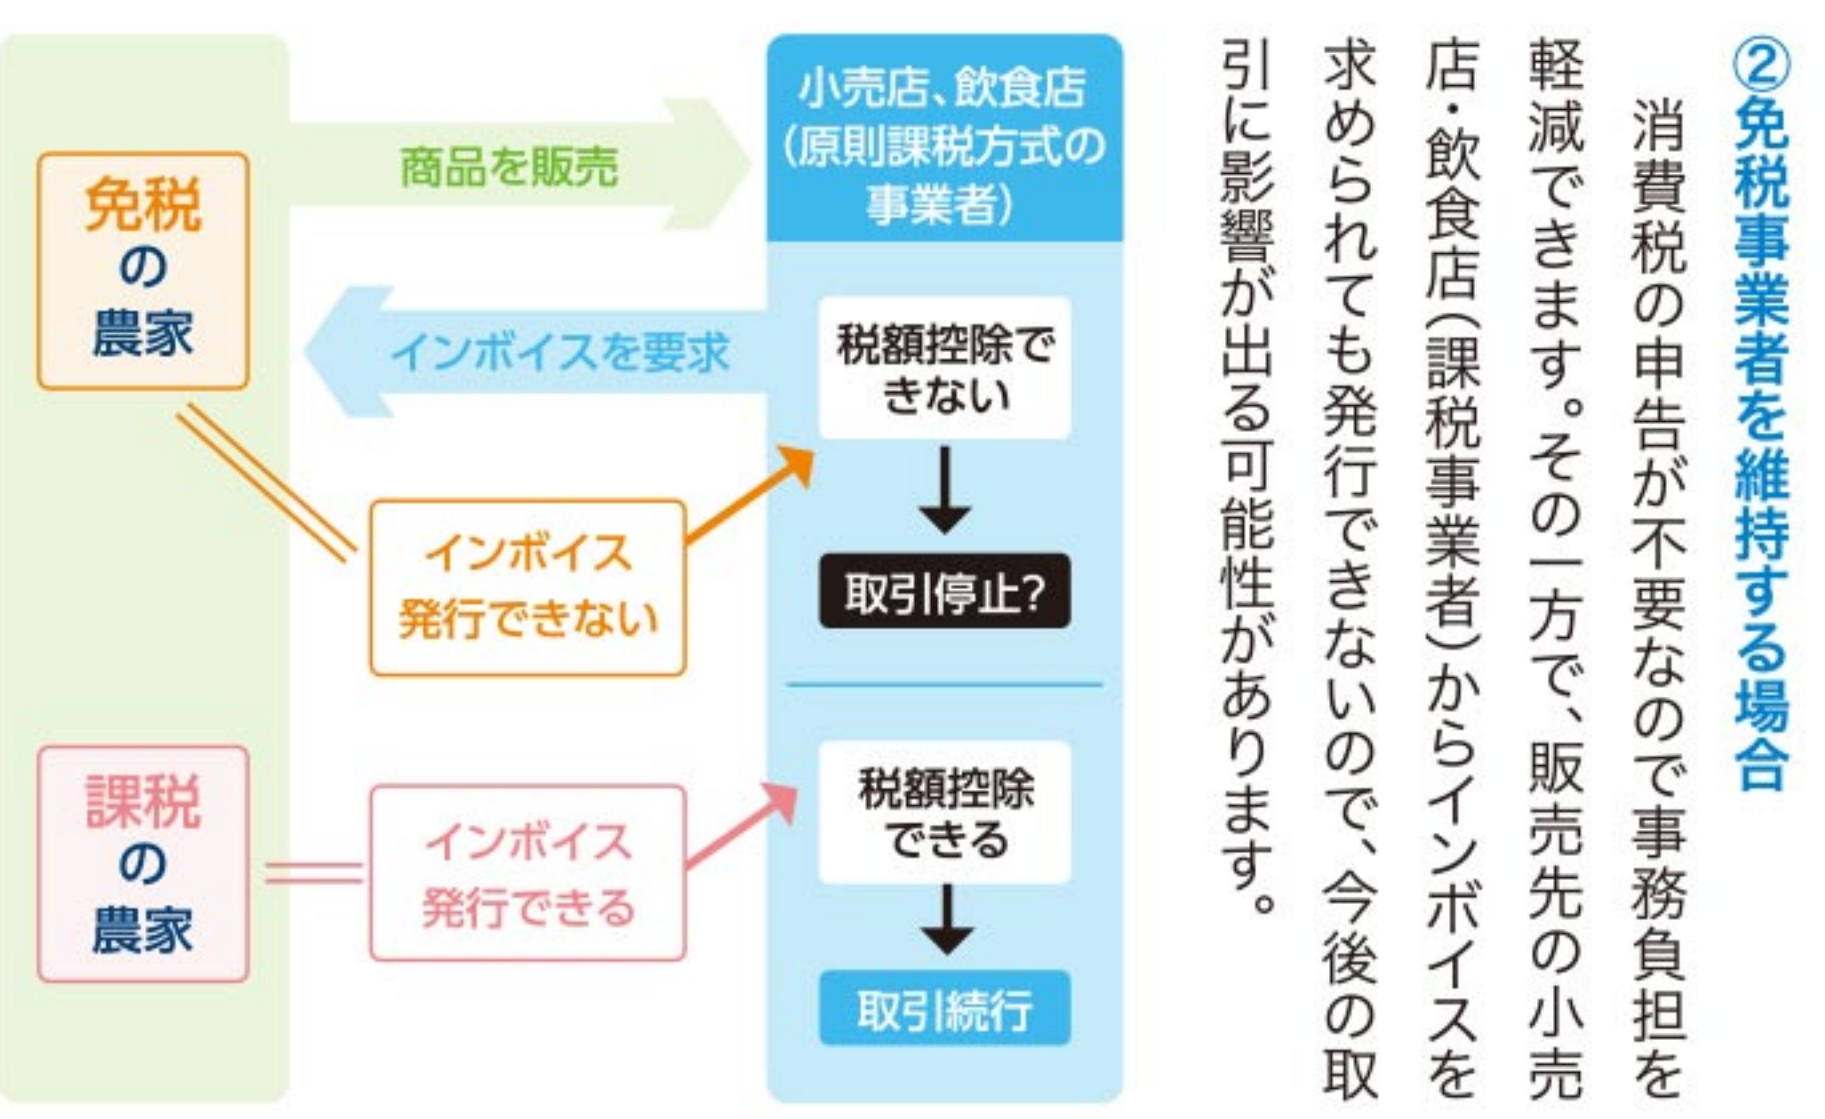 ②免税事業者を維持する場合
消費税の申告が不要なので事務負担を
軽減できます。その一方で、販売先の小売
店・飲食店(課税事業者)からインボイスを
求められても発行できないので、今後の取
引に影響が出る可能性があります。
小売店、飲食店
(原則課税方式の
事業者)
商品を販売
免税
の
農家
インボイスを要求
税額控除で
きない
インボイス
発行できない
取引停止?
課税
の
農家
インボイス
発行できる
税額控除
できる
取引続行